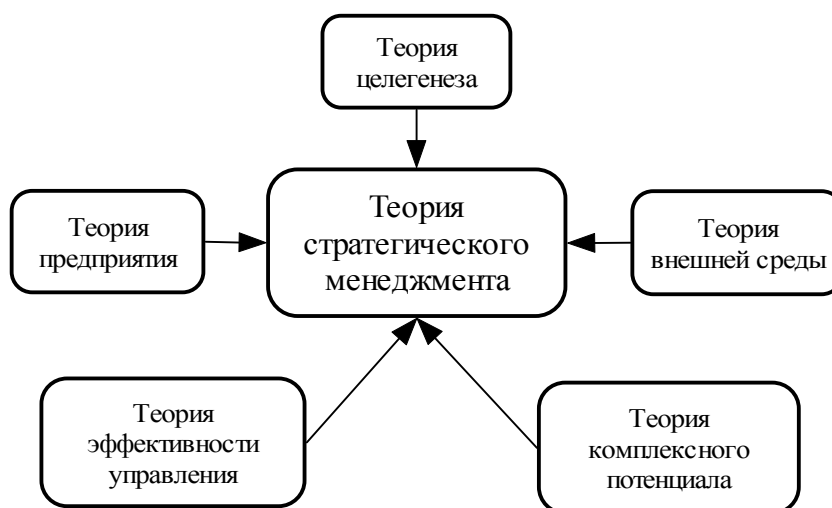 Теория
целегенеза
Теория
стратегического
менеджмента
Теория
предприятия
Теория
внешней среды
Теория
эффективности
управления
Теория
комплексного
потенциала